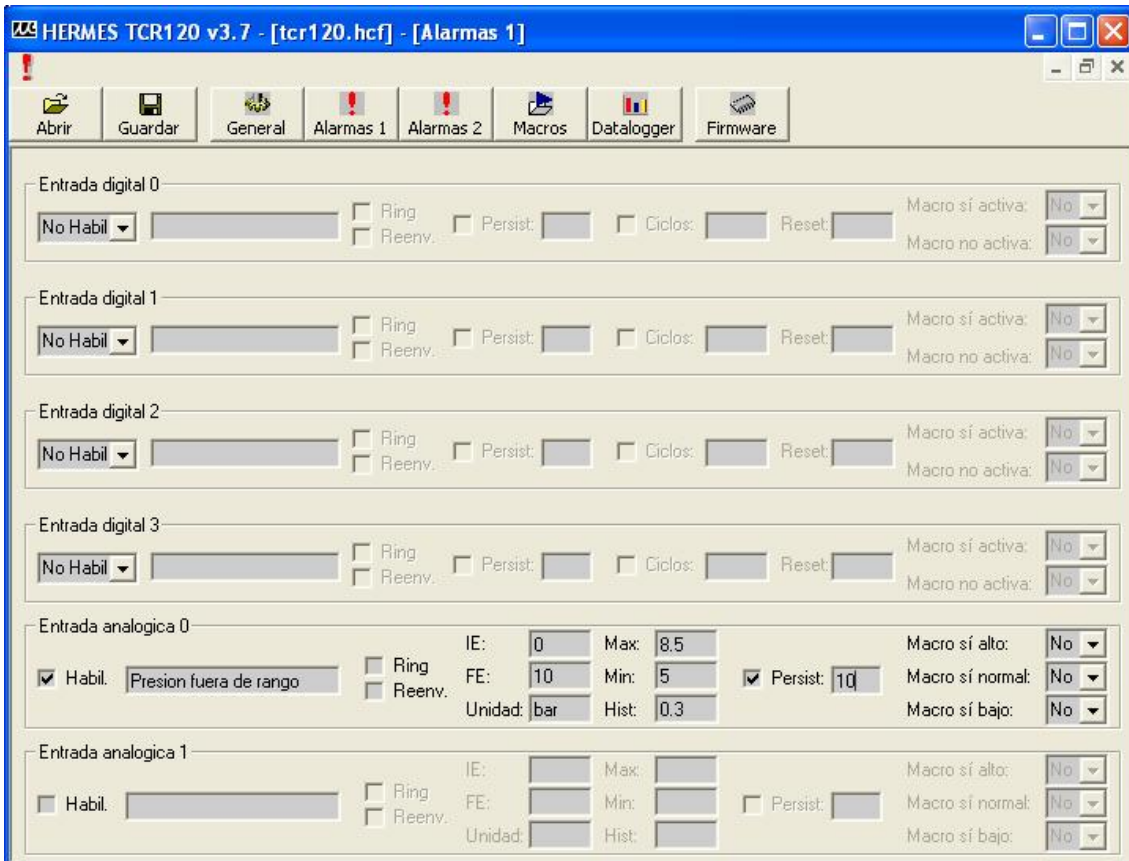 HERMES TCR120 v3.7 - [tcr120.hcf] - [Alarmas 1]
Abrir Guardar General Alarmas 1 Alarmas 2 Macros Datalogger Firmware
Entrada digital 0
No Habil Ring Reenv. Persist: Ciclos: Reset: Macro sí activa: No
Macro no activa: No
Entrada digital 1
No Habil Ring Reenv. Persist: Ciclos: Reset: Macro sí activa: No
Macro no activa: No
Entrada digital 2
No Habil Ring Reenv. Persist: Ciclos: Reset: Macro sí activa: No
Macro no activa: No
Entrada digital 3
No Habil Ring Reenv. Persist: Ciclos: Reset: Macro sí activa: No
Macro no activa: No
Entrada analogica 0
IE: 0 Max: 8.5 Macro sí alto: No
Habil. Presion fuera de rango Ring Reenv. FE: 10 Min: 5 Persist: 10 Macro sí normal: No
Unidad: bar Hist: 0.3 Macro sí bajo: No
Entrada analogica 1
IE: Max: Macro sí alto: No
Habil. Ring Reenv. FE: Min: Persist: Macro sí normal: No
Unidad: Hist: Macro sí bajo: No